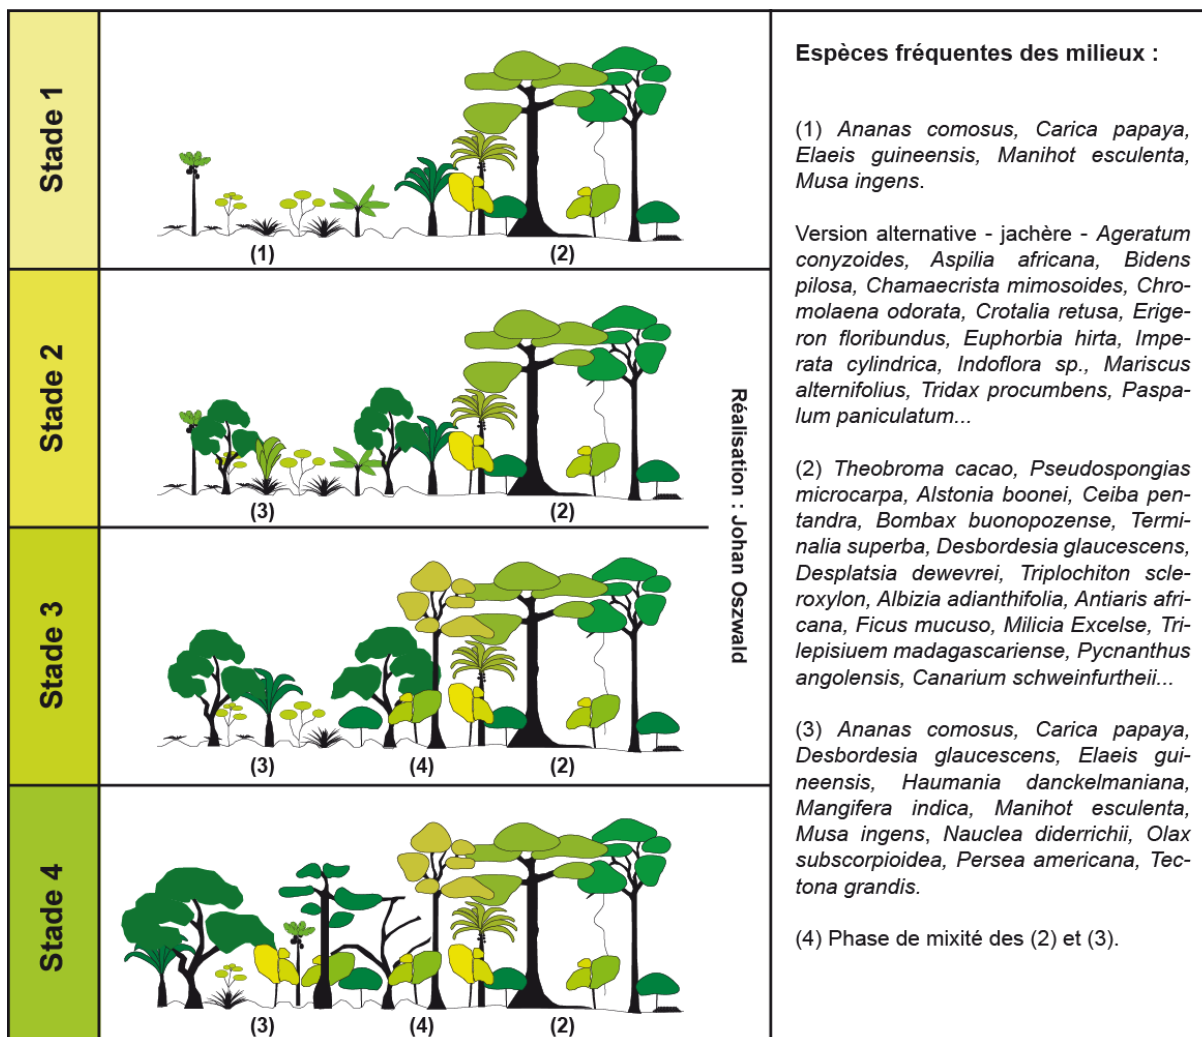 Stade 1
(1)
(2)
Stade 2
(3)
(2)
Stade 3
(3)
(4)
(2)
Stade 4
(3)
(4)
(2)
Réalisation : Johan Oszwald
Espèces fréquentes des milieux :
(1) Ananas comosus, Carica papaya,
Elaeis guineensis, Manihot esculenta,
Musa ingens.
Version alternative - jachère - Ageratum
conyzoides, Aspilia africana, Bidens
pilosa, Chamaecrista mimosoides, Chro-
molaena odorata, Crotalia retusa, Erige-
ron floribundus, Euphorbia hirta, Impe-
rata cylindrica, Indoflora sp., Mariscus
alternifolius, Tridax procumbens, Paspa-
lum paniculatum...
(2) Theobroma cacao, Pseudospongias
microcarpa, Alstonia boonei, Ceiba pen-
tandra, Bombax buonopozense, Termi-
nalia superba, Desbordesia glaucescens,
Desplatsia dewevrei, Triplochiton scle-
roxylon, Albizia adianthifolia, Antiaris afri-
cana, Ficus mucuso, Milicia Excelse, Tri-
lepisiuem madagascariense, Pycnanthus
angolensis, Canarium schweinfurtheii...
(3) Ananas comosus, Carica papaya,
Desbordesia glaucescens, Elaeis gui-
neensis, Haumania danckelmaniana,
Mangifera indica, Manihot esculenta,
Musa ingens, Nauclea diderrichii, Olax
subscorpioidea, Persea americana, Tec-
tona grandis.
(4) Phase de mixité des (2) et (3).